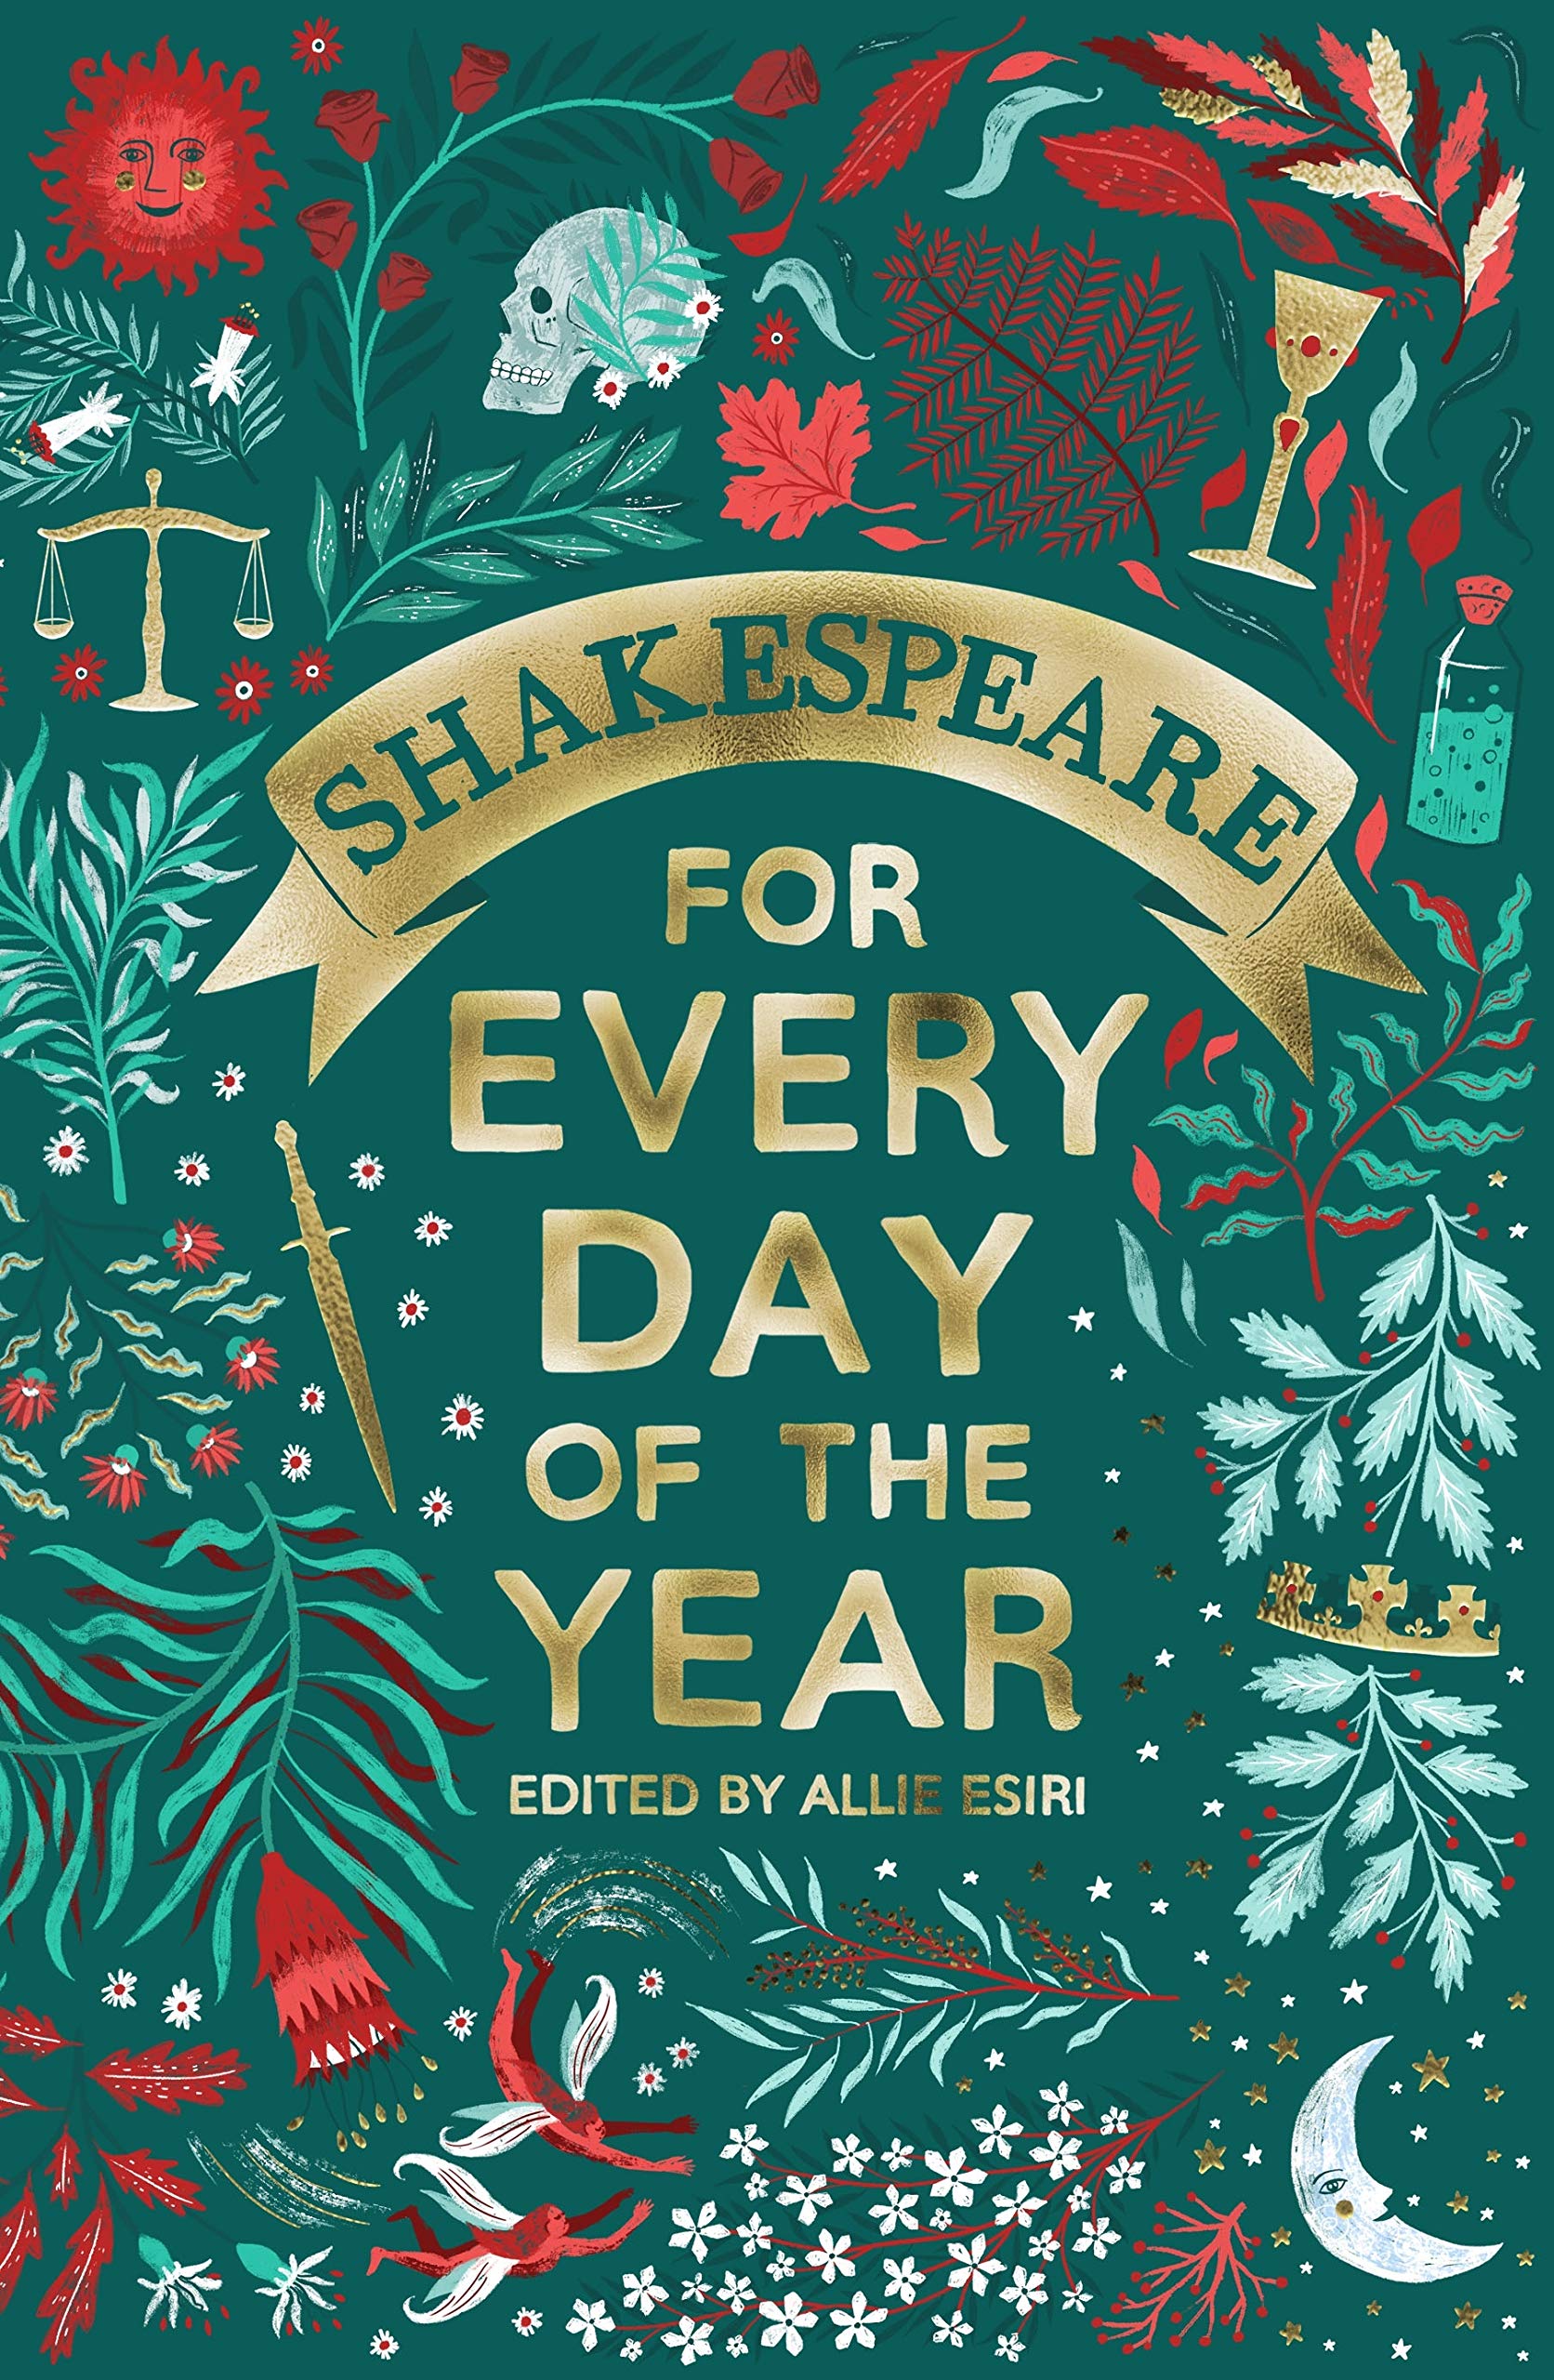 SHAKESPEARE
FOR
EVERY
DAY
OF THE
YEAR
EDITED BY ALLIE ESIRI